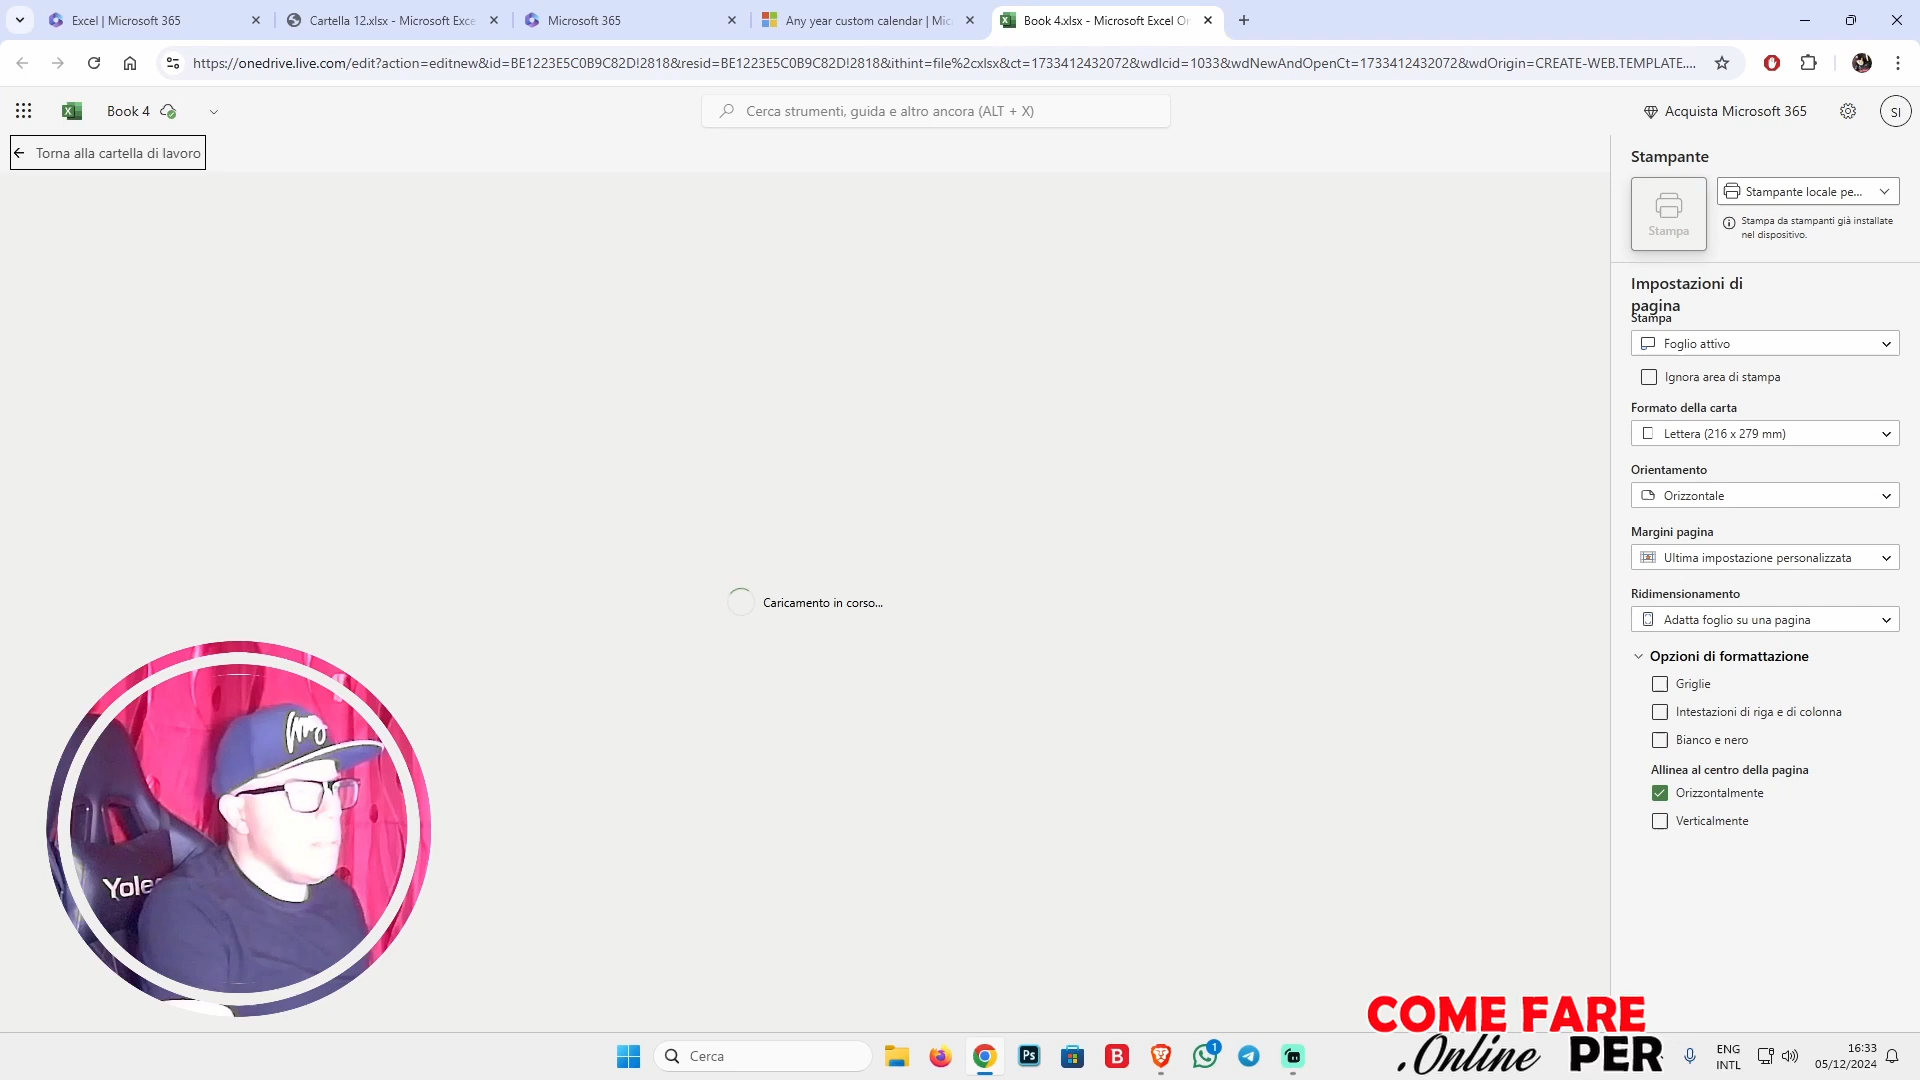 Excel | Microsoft 365
Cartella 12.xlsx - Microsoft Exce
Microsoft 365
Any year custom calendar | Mic
Book 4.xlsx - Microsoft Excel On
https://onedrive.live.com/edit?action=editnew&id=BE1223E5C0B9C82D!2818&resid=BE1223E5C0B9C82D!2818&ithint=file%2cxlsx&ct=1733412432072&wdlcid=1033&wdNewAndOpenCt=1733412432072&wdOrigin=CREATE-WEB.TEMPLATE....
Book 4
Cerca strumenti, guida e altro ancora (ALT + X)
Acquista Microsoft 365
SI
Torna alla cartella di lavoro
Stampante
Stampa
Stampante locale pe...
Stampa da stampanti già installate
nel dispositivo.
Impostazioni di
pagina
Stampa
Foglio attivo
Ignora area di stampa
Formato della carta
Lettera (216 x 279 mm)
Orientamento
Orizzontale
Margini pagina
Ultima impostazione personalizzata
Ridimensionamento
Adatta foglio su una pagina
Opzioni di formattazione
Griglie
Intestazioni di riga e di colonna
Bianco e nero
Allinea al centro della pagina
Orizzontalmente
Verticalmente
Caricamento in corso...
COME FARE
.Online PER
Cerca
Ps
B
1
ENG
INTL
16:33
05/12/2024